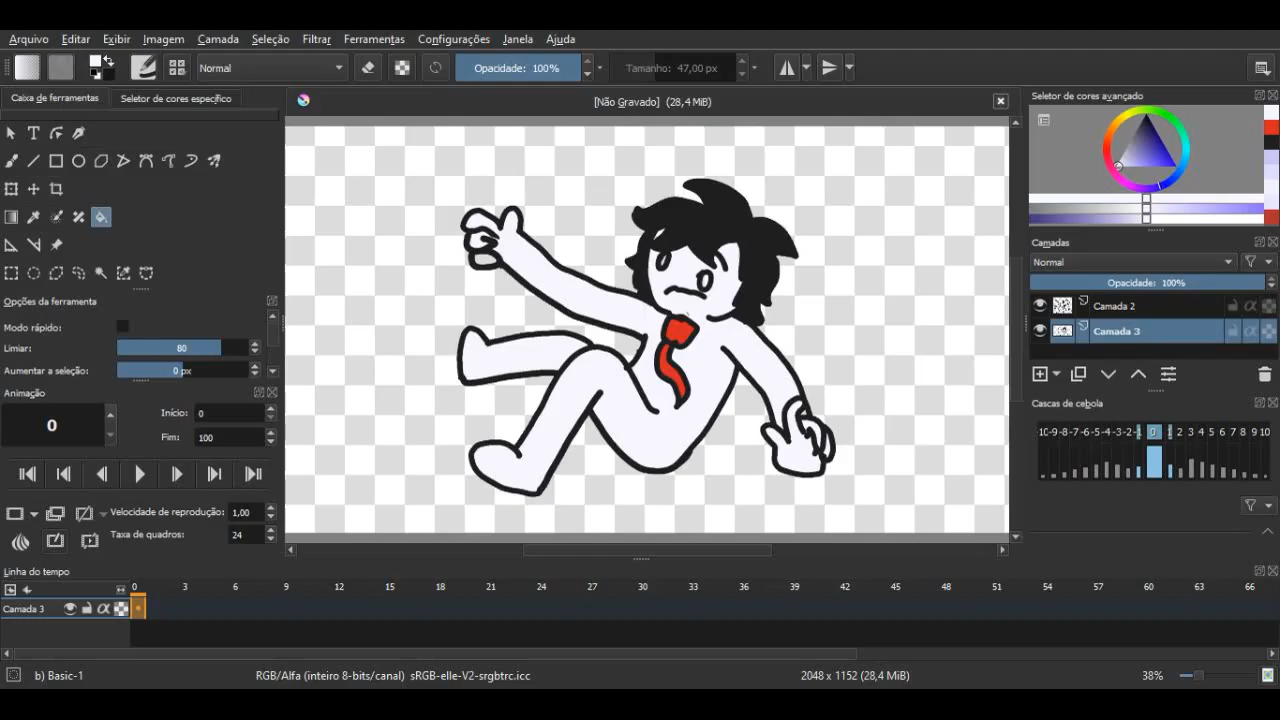 Arquivo Editar Exibir Imagem Camada Seleção Filtrar Ferramentas Configurações Janela Ajuda
Normal Opacidade: 100% Tamanho: 47,00 px
Caixa de ferramentas Seletor de cores específico
[Não Gravado] (28,4 MiB)
Seletor de cores avançado
Camadas
Normal
Opacidade: 100%
Camada 2
Camada 3
Opções da ferramenta
Modo rápido:
Limiar: 80
Aumentar a seleção: 0 px
Animação
0
Início: 0
Fim: 100
Velocidade de reprodução: 1,00
Taxa de quadros: 24
Cascas de cebola
10-9 -8 -7 -6 -5 -4 -3 -2 -1 0 1 2 3 4 5 6 7 8 9 10
Linha do tempo
0 3 6 9 12 15 18 21 24 27 30 33 36 39 42 45 48 51 54 57 60 63 66
Camada 3
b) Basic-1 RGB/Alfa (inteiro 8-bits/canal) sRGB-elle-V2-srgbtrc.icc 2048 x 1152 (28,4 MiB) 38%